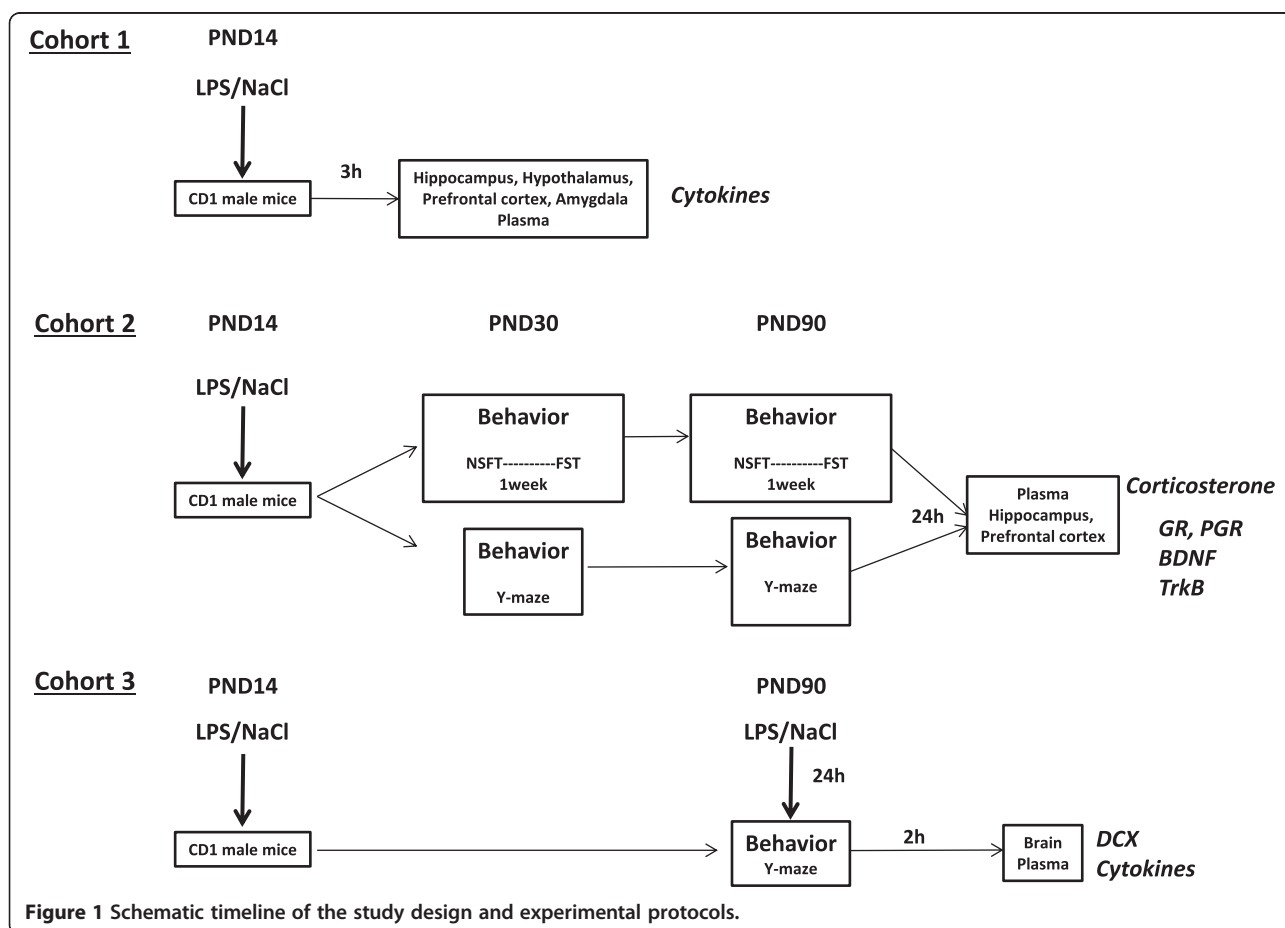 Cohort 1
PND14
LPS/NaCl
CD1 male mice
3h
Hippocampus, Hypothalamus,
Prefrontal cortex, Amygdala
Plasma
Cytokines
Cohort 2
PND14
PND30
PND90
LPS/NaCl
CD1 male mice
Behavior
NSFT----------FST
1week
Behavior
NSFT----------FST
1week
Behavior
Y-maze
Behavior
Y-maze
24h
Plasma
Hippocampus,
Prefrontal cortex
Corticosterone
GR, PGR
BDNF
TrkB
Cohort 3
PND14
PND90
LPS/NaCl
LPS/NaCl
24h
CD1 male mice
Behavior
Y-maze
2h
Brain
Plasma
DCX
Cytokines
Figure 1 Schematic timeline of the study design and experimental protocols.